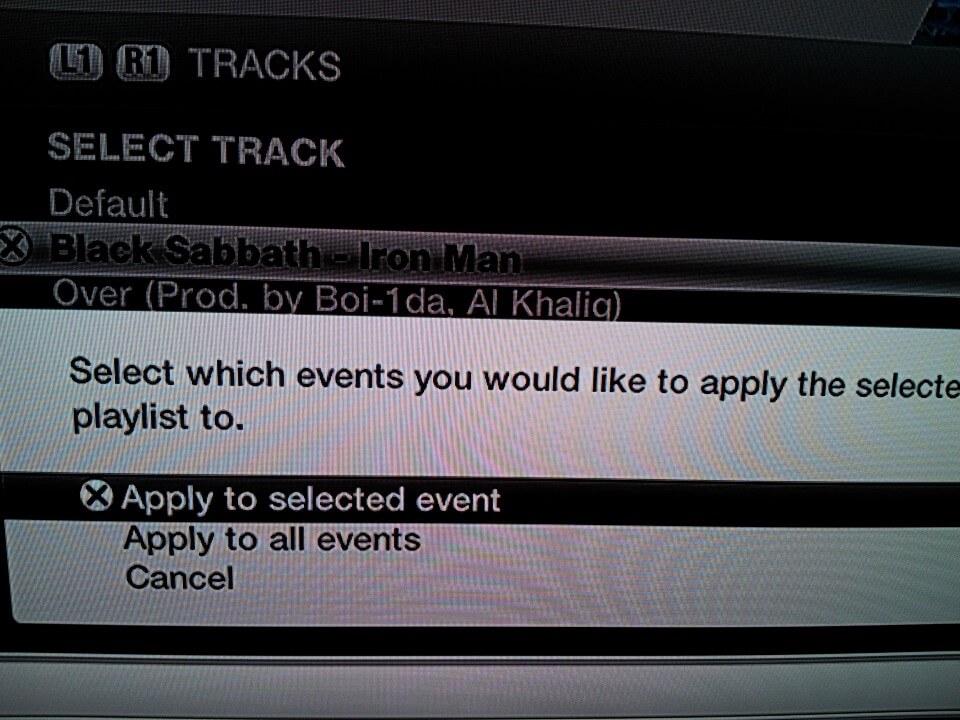 L1 R1 TRACKS
SELECT TRACK
Default
Black Sabbath - Iron Man
Over (Prod. by Boi-1da, Al Khaliq)
Select which events you would like to apply the selecte
playlist to.
Apply to selected event
Apply to all events
Cancel